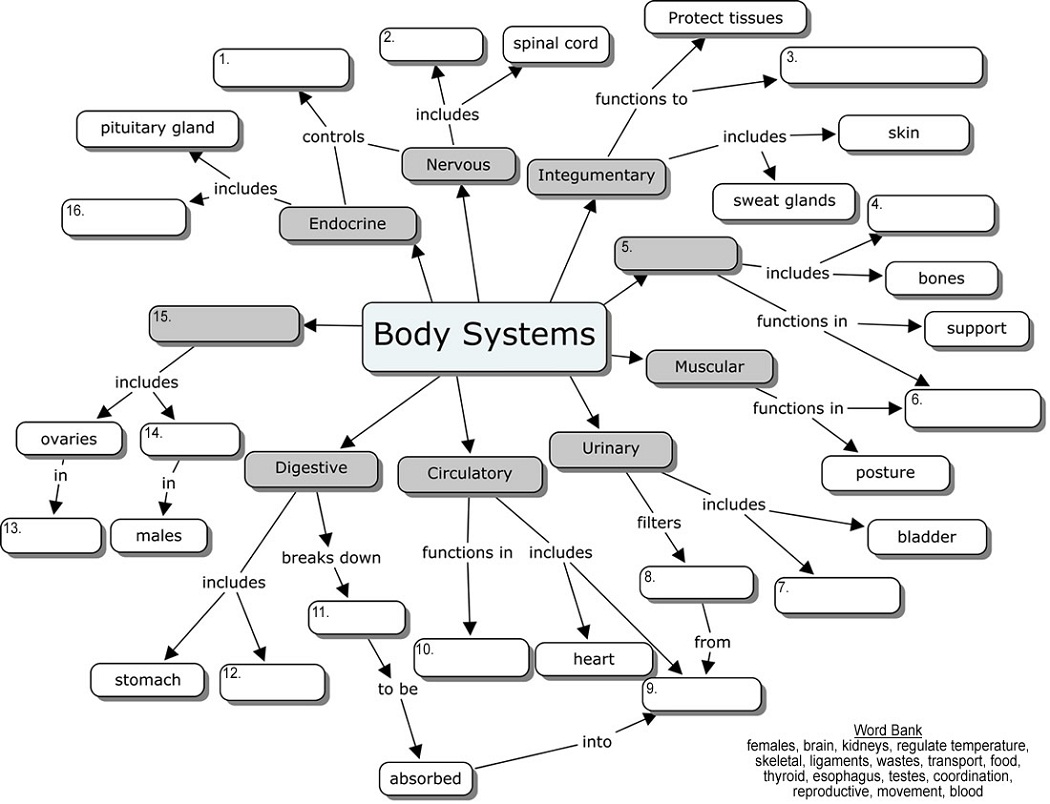 Protect tissues
2.
spinal cord
1.
3.
functions to
includes
pituitary gland
controls
includes
skin
Nervous
Integumentary
includes
sweat glands
16.
Endocrine
4.
5.
includes
bones
15.
Body Systems
functions in
support
Muscular
includes
functions in
6.
ovaries
14.
Digestive
Circulatory
Urinary
posture
in
in
13.
males
includes
bladder
filters
breaks down
functions in
includes
includes
8.
7.
11.
10.
heart
from
stomach
12.
to be
9.
absorbed
into
Word Bank
females, brain, kidneys, regulate temperature,
skeletal, ligaments, wastes, transport, food,
thyroid, esophagus, testes, coordination,
reproductive, movement, blood